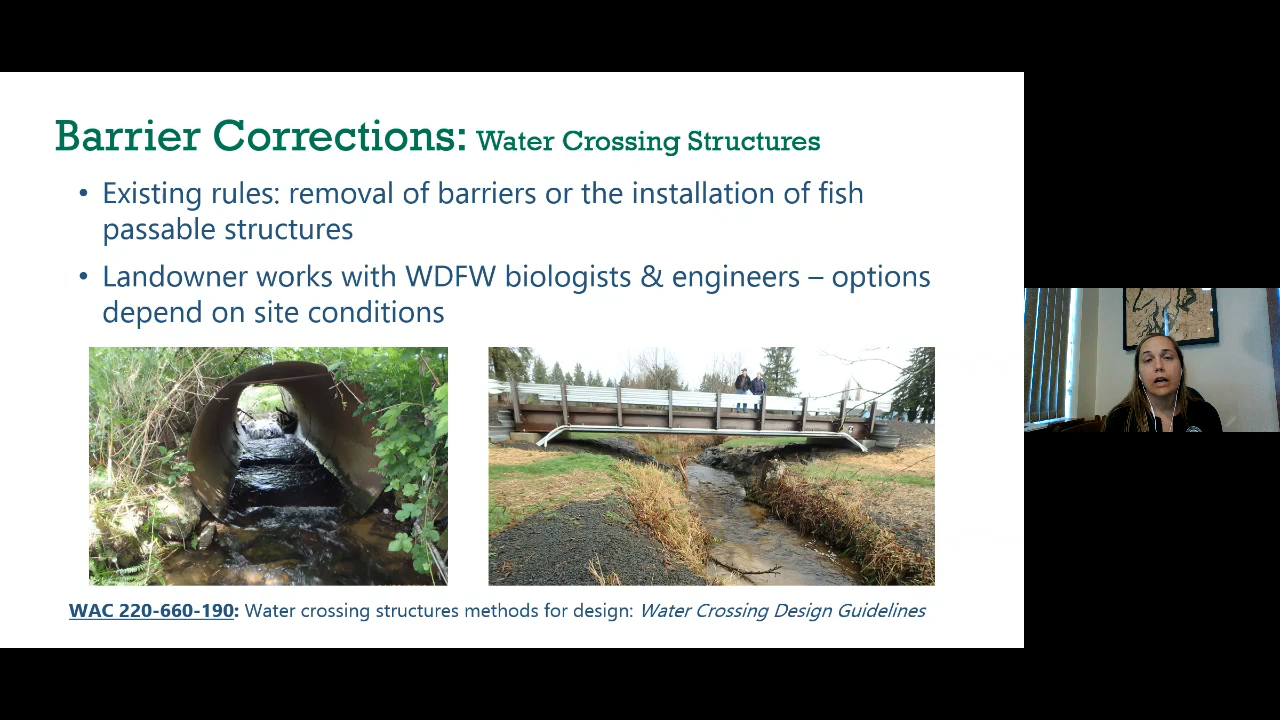 Barrier Corrections: Water Crossing Structures
• Existing rules: removal of barriers or the installation of fish
passable structures
• Landowner works with WDFW biologists & engineers – options
depend on site conditions
WAC 220-660-190: Water crossing structures methods for design: Water Crossing Design Guidelines